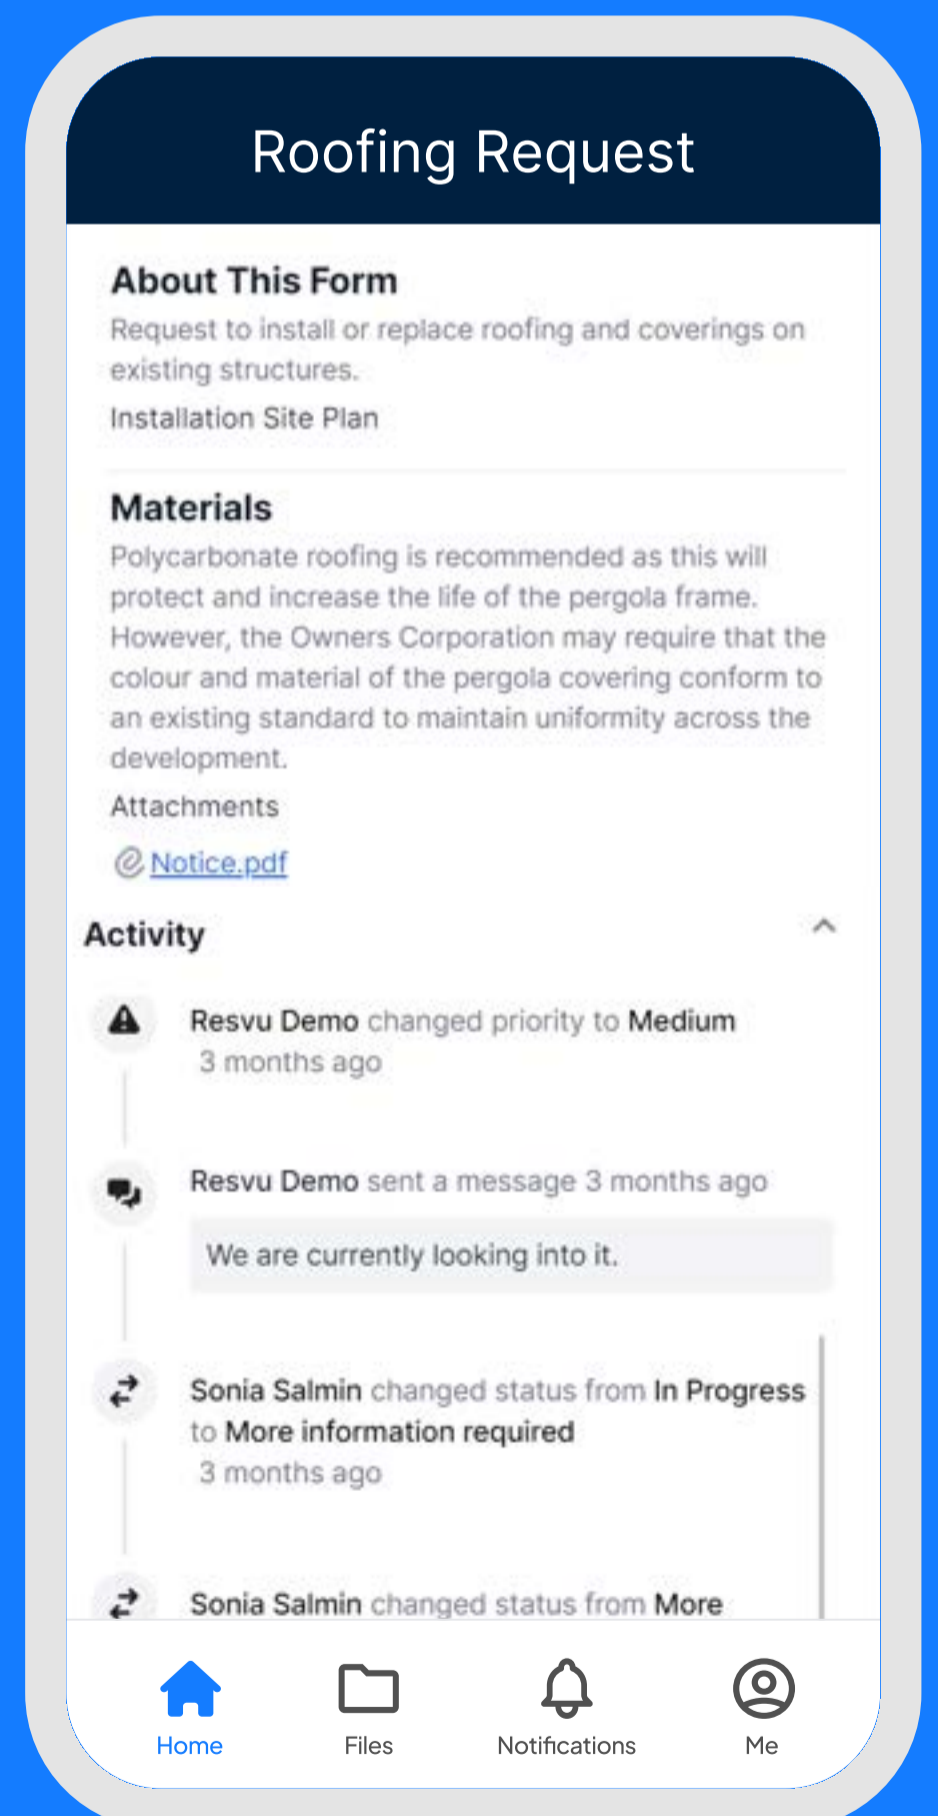 Roofing Request
About This Form
Request to install or replace roofing and coverings on
existing structures.
Installation Site Plan
Materials
Polycarbonate roofing is recommended as this will
protect and increase the life of the pergola frame.
However, the Owners Corporation may require that the
colour and material of the pergola covering conform to
an existing standard to maintain uniformity across the
development.
Attachments
Notice.pdf
Activity
Resvu Demo changed priority to Medium
3 months ago
Resvu Demo sent a message 3 months ago
We are currently looking into it.
Sonia Salmin changed status from In Progress
to More information required
3 months ago
Sonia Salmin changed status from More
Home Files Notifications Me